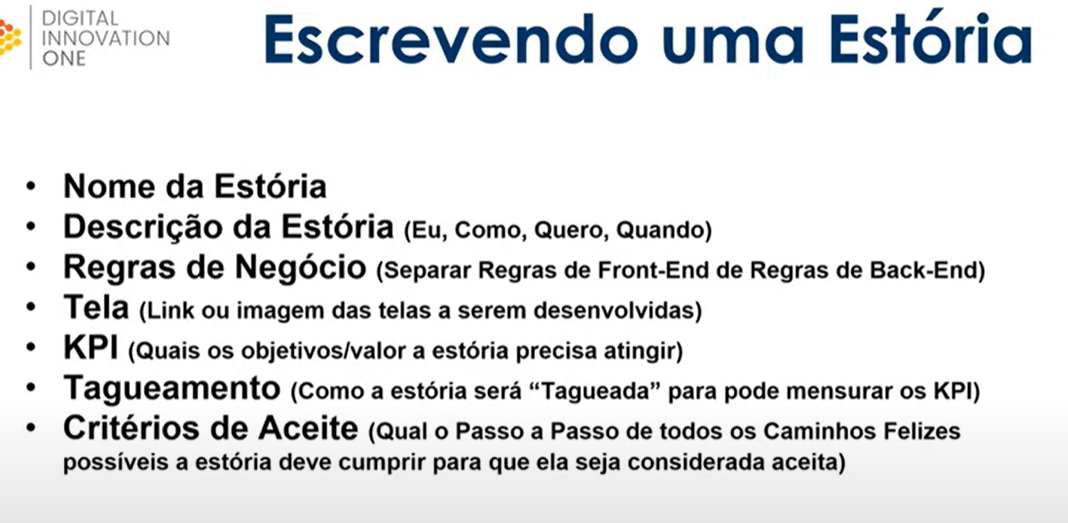 DIGITAL
INNOVATION
ONE
Escrevendo uma Estória
• Nome da Estória
• Descrição da Estória (Eu, Como, Quero, Quando)
• Regras de Negócio (Separar Regras de Front-End de Regras de Back-End)
• Tela (Link ou imagem das telas a serem desenvolvidas)
• KPI (Quais os objetivos/valor a estória precisa atingir)
• Tagueamento (Como a estória será “Tagueada” para pode mensurar os KPI)
• Critérios de Aceite (Qual o Passo a Passo de todos os Caminhos Felizes
possíveis a estória deve cumprir para que ela seja considerada aceita)